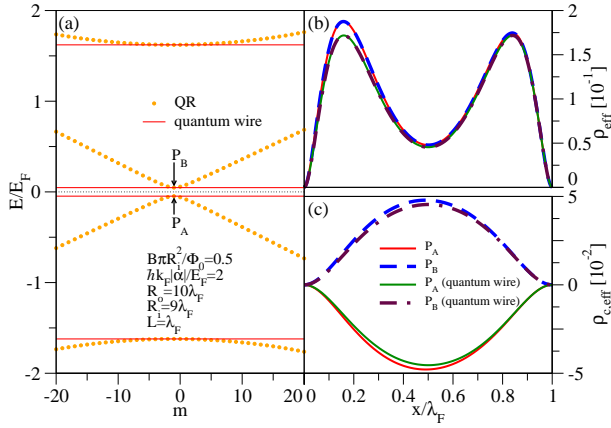 (a)
2
1
0
-1
-2
E/E_F
QR
quantum wire
P_B
P_A
BπR_i^2/Φ_0=0.5
ℏk_F|α|/E_F=2
R_o=10λ_F
R_i=9λ_F
L=λ_F
-20 -10 0 10 20
m
(b)
1.5
1
0.5
0
ρ_eff [10^-1]
(c)
P_A
P_B
P_A (quantum wire)
P_B (quantum wire)
5
0
-5
ρ_c,eff [10^-2]
0 0.2 0.4 0.6 0.8 1
x/λ_F